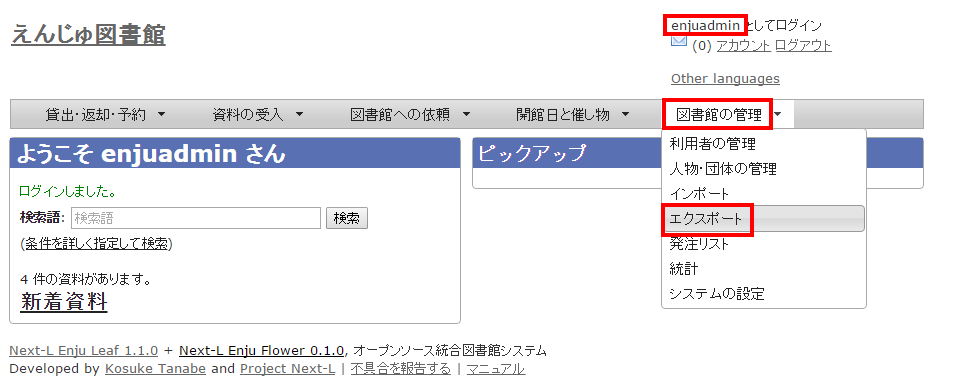 えんじゅ図書館
enjuadmin としてログイン
(0) アカウント ログアウト
Other languages
貸出・返却・予約 資料の受入 図書館への依頼 開館日と催し物 図書館の管理
利用者の管理
人物・団体の管理
インポート
エクスポート
発注リスト
統計
システムの設定
ようこそ enjuadmin さん
ログインしました。
検索語: 検索語 検索
(条件を詳しく指定して検索)
4 件の資料があります。
新着資料
ピックアップ
Next-L Enju Leaf 1.1.0 + Next-L Enju Flower 0.1.0, オープンソース統合図書館システム
Developed by Kosuke Tanabe and Project Next-L | 不具合を報告する | マニュアル